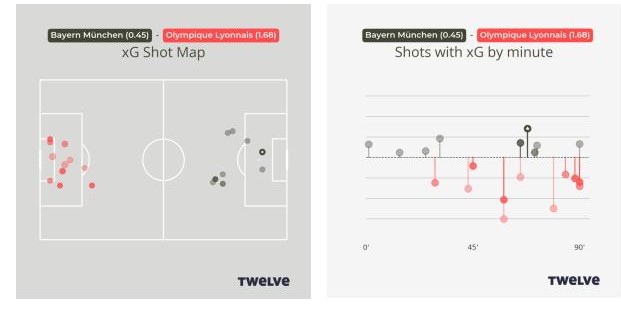 Bayern München (0.45) - Olympique Lyonnais (1.68)
xG Shot Map
TWELVE
Bayern München (0.45) - Olympique Lyonnais (1.68)
Shots with xG by minute
0' 45' 90'
TWELVE